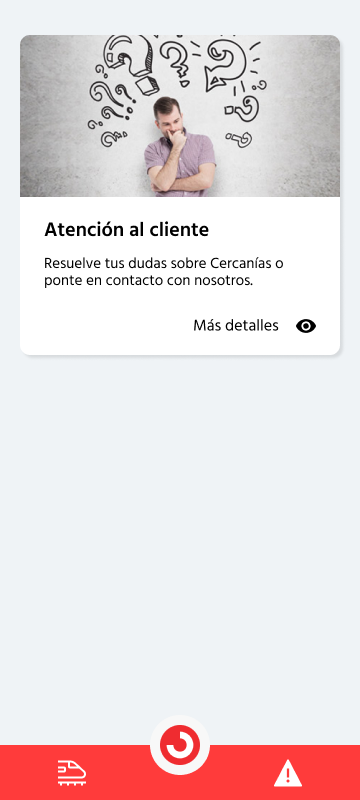 Atención al cliente
Resuelve tus dudas sobre Cercanías o
ponte en contacto con nosotros.
Más detalles